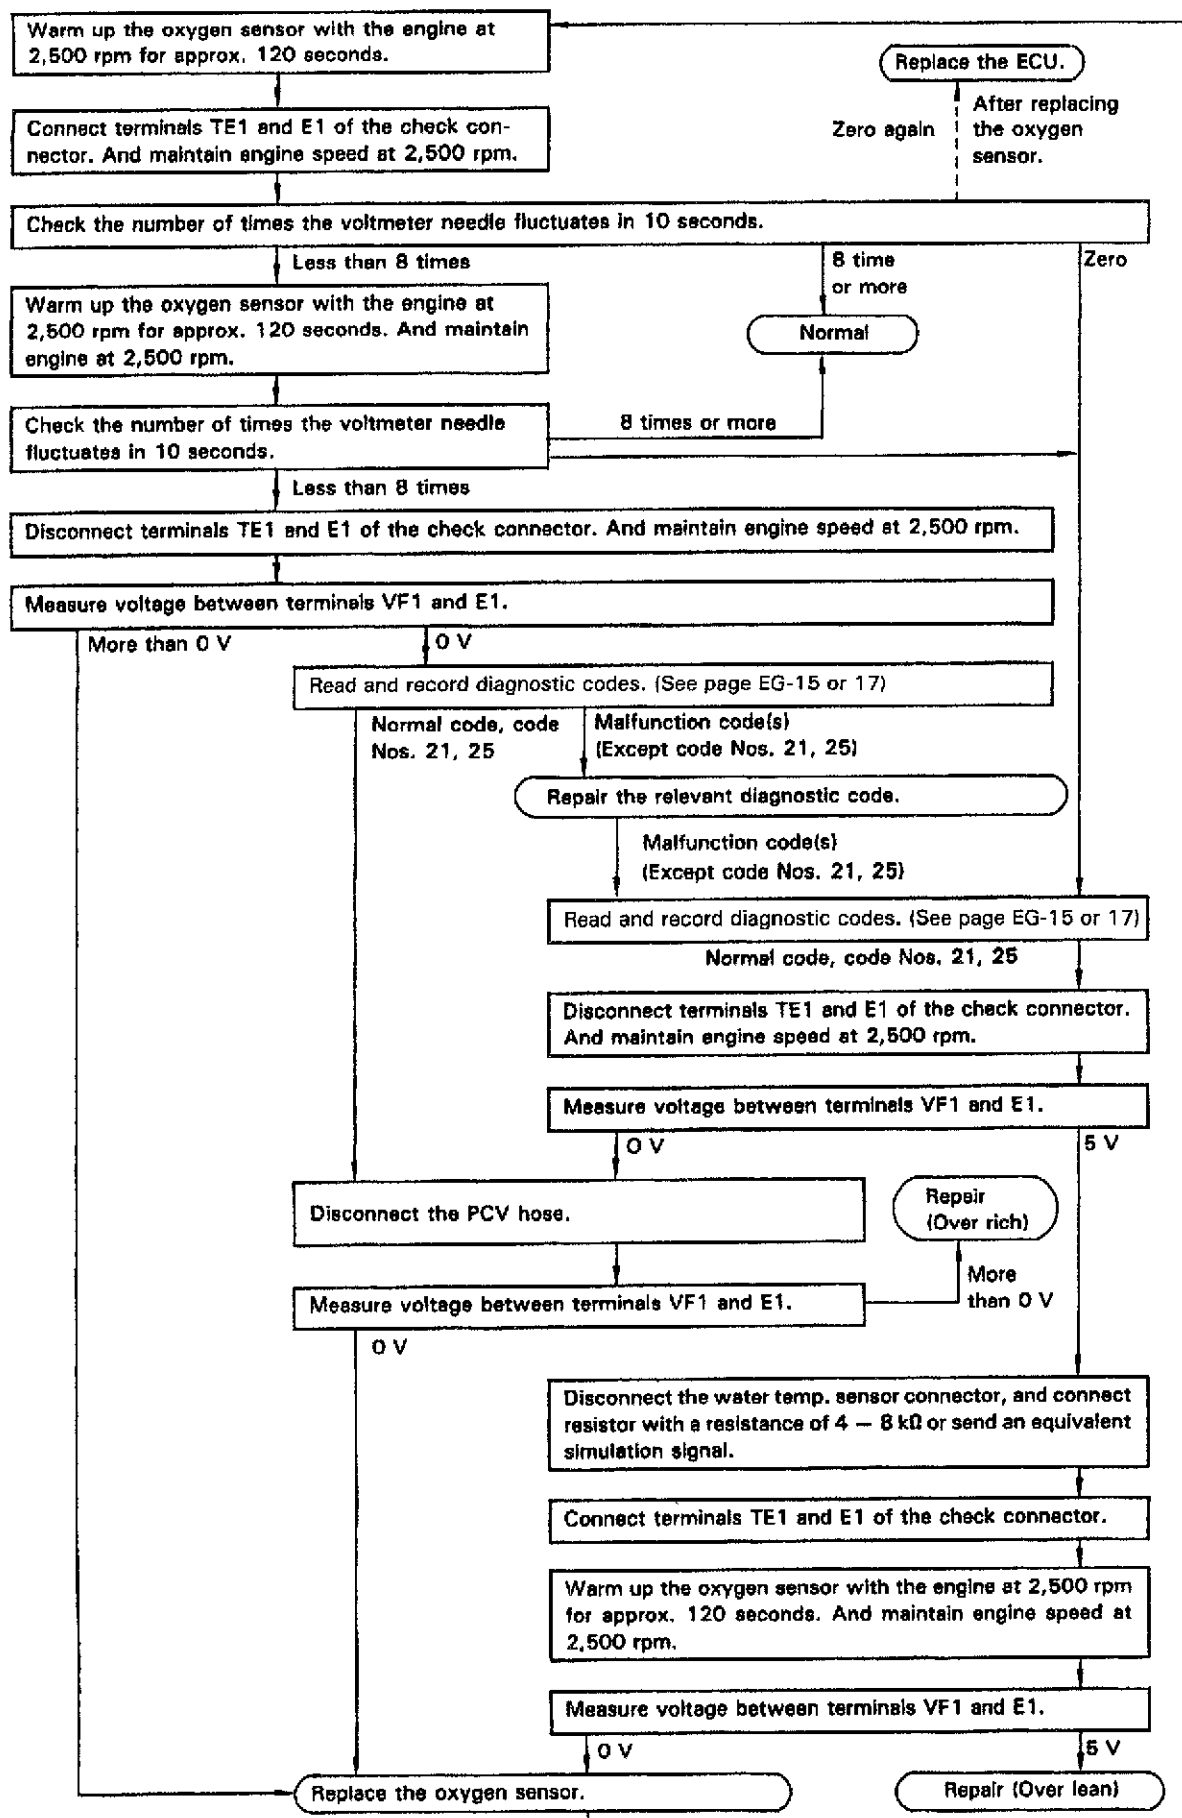 Warm up the oxygen sensor with the engine at
2,500 rpm for approx. 120 seconds.
Replace the ECU.
Zero again
After replacing
the oxygen
sensor.
Connect terminals TE1 and E1 of the check con-
nector. And maintain engine speed at 2,500 rpm.
Check the number of times the voltmeter needle fluctuates in 10 seconds.
Less than 8 times
8 time
or more
Zero
Warm up the oxygen sensor with the engine at
2,500 rpm for approx. 120 seconds. And maintain
engine at 2,500 rpm.
Normal
Check the number of times the voltmeter needle
fluctuates in 10 seconds.
8 times or more
Less than 8 times
Disconnect terminals TE1 and E1 of the check connector. And maintain engine speed at 2,500 rpm.
Measure voltage between terminals VF1 and E1.
More than 0 V
0 V
Read and record diagnostic codes. (See page EG-15 or 17)
Normal code, code
Nos. 21, 25
Malfunction code(s)
(Except code Nos. 21, 25)
Repair the relevant diagnostic code.
Malfunction code(s)
(Except code Nos. 21, 25)
Read and record diagnostic codes. (See page EG-15 or 17)
Normal code, code Nos. 21, 25
Disconnect terminals TE1 and E1 of the check connector.
And maintain engine speed at 2,500 rpm.
Measure voltage between terminals VF1 and E1.
0 V
5 V
Disconnect the PCV hose.
Repair
(Over rich)
Measure voltage between terminals VF1 and E1.
More
than 0 V
0 V
Disconnect the water temp. sensor connector, and connect
resistor with a resistance of 4 — 8 kΩ or send an equivalent
simulation signal.
Connect terminals TE1 and E1 of the check connector.
Warm up the oxygen sensor with the engine at 2,500 rpm
for approx. 120 seconds. And maintain engine speed at
2,500 rpm.
Measure voltage between terminals VF1 and E1.
0 V
5 V
Replace the oxygen sensor.
Repair (Over lean)